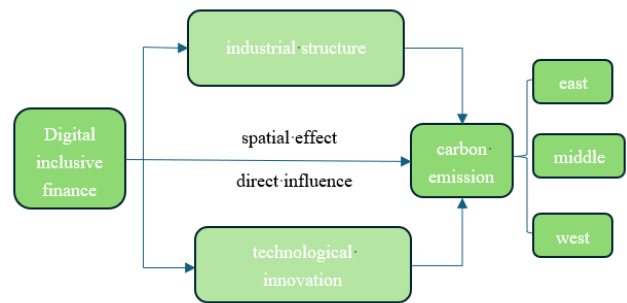 industrial structure
Digital
inclusive
finance
spatial effect
direct influence
carbon
emission
east
middle
west
technological
innovation